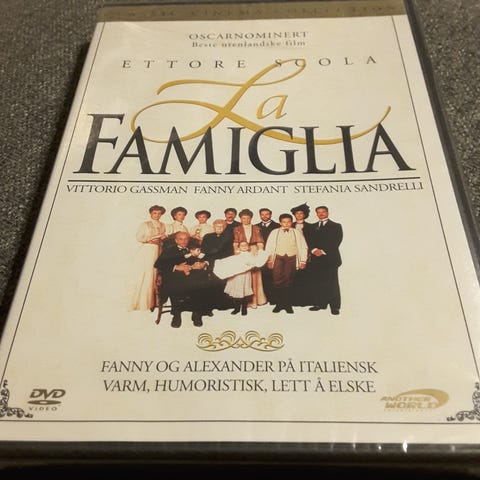 OSCARNOMINERT
Beste utenlandske film
ETTORE SCOLA
La
FAMIGLIA
VITTORIO GASSMAN FANNY ARDANT STEFANIA SANDRELLI
FANNY OG ALEXANDER PÅ ITALIENSK
VARM, HUMORISTISK, LETT Å ELSKE
DVD
VIDEO
ANOTHER
WORLD